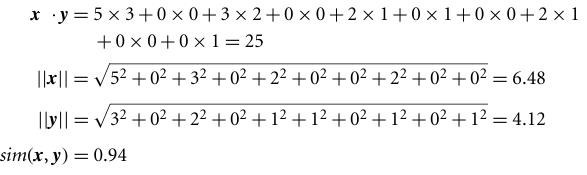 x · y = 5 × 3 + 0 × 0 + 3 × 2 + 0 × 0 + 2 × 1 + 0 × 1 + 0 × 0 + 2 × 1
+ 0 × 0 + 0 × 1 = 25
||x|| = √5² + 0² + 3² + 0² + 2² + 0² + 0² + 2² + 0² + 0² = 6.48
||y|| = √3² + 0² + 2² + 0² + 1² + 1² + 0² + 1² + 0² + 1² = 4.12
sim(x, y) = 0.94